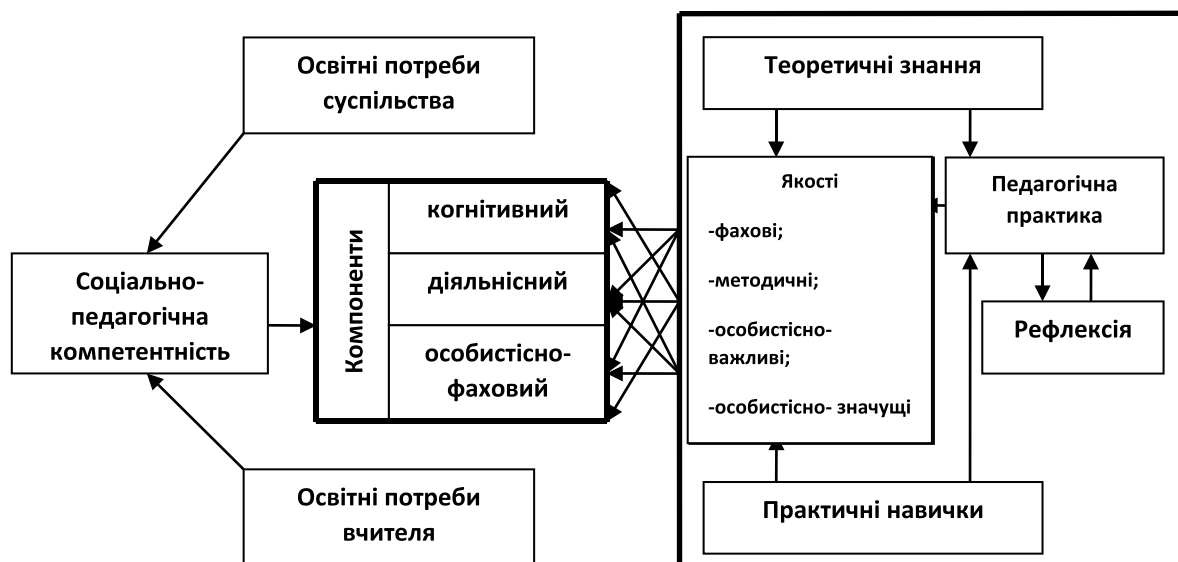 Освітні потреби
суспільства
Теоретичні знання
Соціально-
педагогічна
компетентність
Компоненти
когнітивний
діяльнісний
особистісно-
фаховий
Якості
-фахові;
-методичні;
-особистісно-
важливі;
-особистісно- значущі
Педагогічна
практика
Рефлексія
Освітні потреби
вчителя
Практичні навички